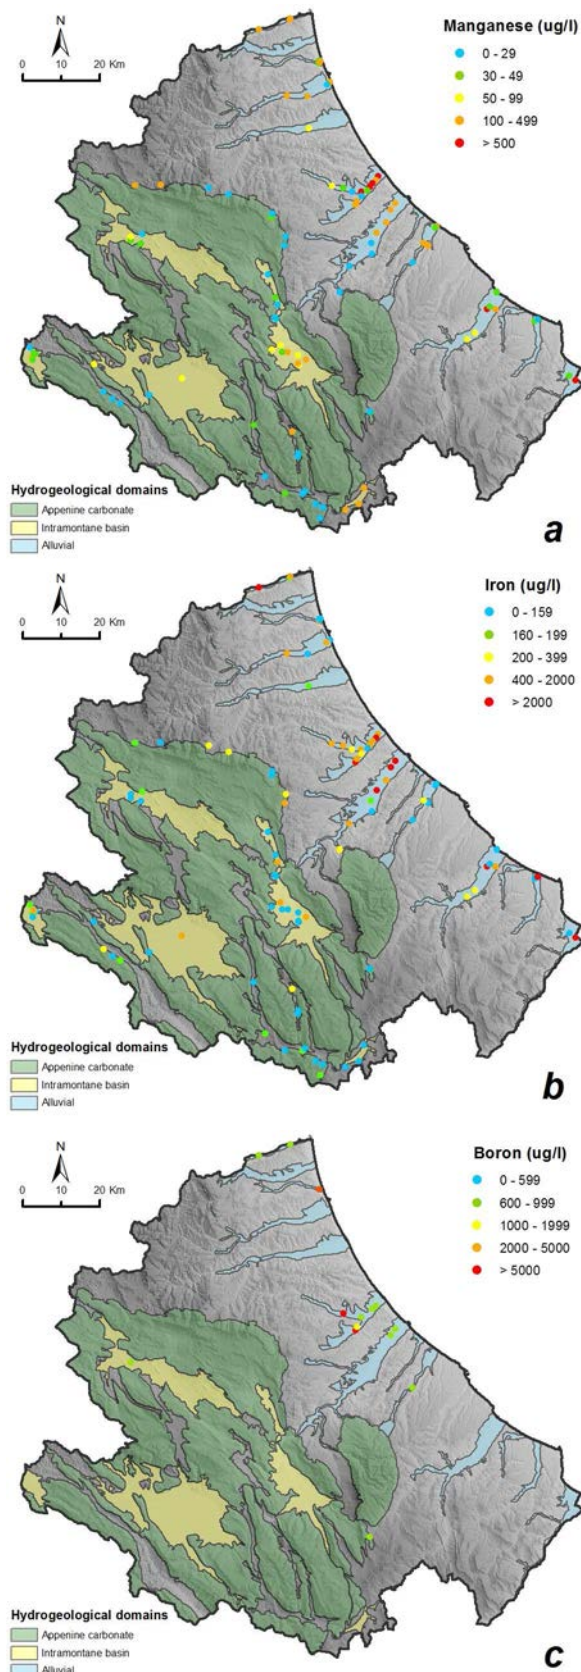 N
0 10 20 Km
Manganese (ug/l)
0 - 29
30 - 49
50 - 99
100 - 499
> 500
Hydrogeological domains
Appenine carbonate
Intramontane basin
Alluvial
a
N
0 10 20 Km
Iron (ug/l)
0 - 159
160 - 199
200 - 399
400 - 2000
> 2000
Hydrogeological domains
Appenine carbonate
Intramontane basin
Alluvial
b
N
0 10 20 Km
Boron (ug/l)
0 - 599
600 - 999
1000 - 1999
2000 - 5000
> 5000
Hydrogeological domains
Appenine carbonate
Intramontane basin
Alluvial
c